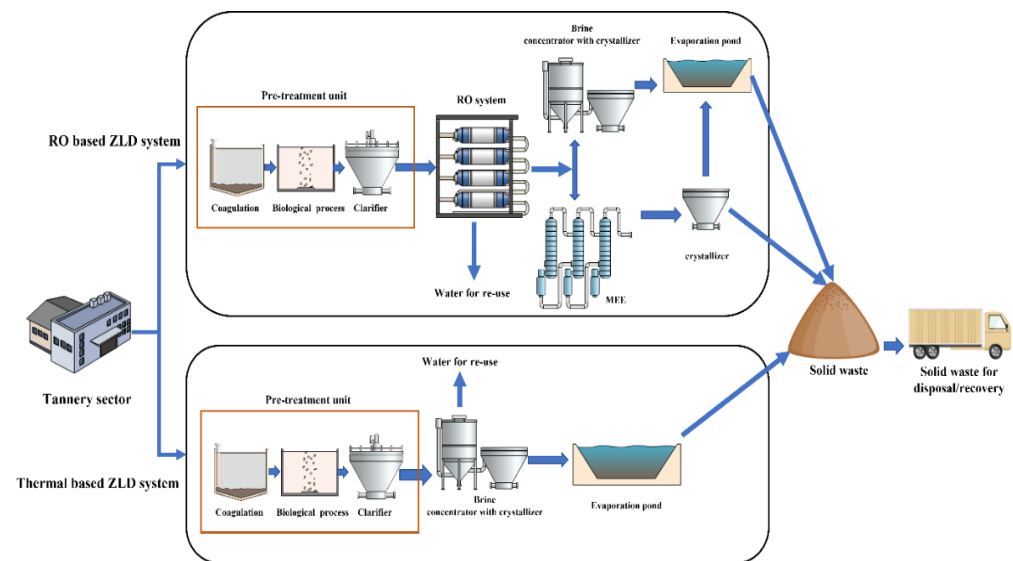 Brine
concentrator with crystallizer
Evaporation pond
Pre-treatment unit
RO system
RO based ZLD system
Coagulation
Biological process
Clarifier
crystallizer
Water for re-use
MEE
Tannery sector
Solid waste
Solid waste for
disposal/recovery
Water for re-use
Pre-treatment unit
Thermal based ZLD system
Coagulation
Biological process
Clarifier
Brine
concentrator with crystallizer
Evaporation pond